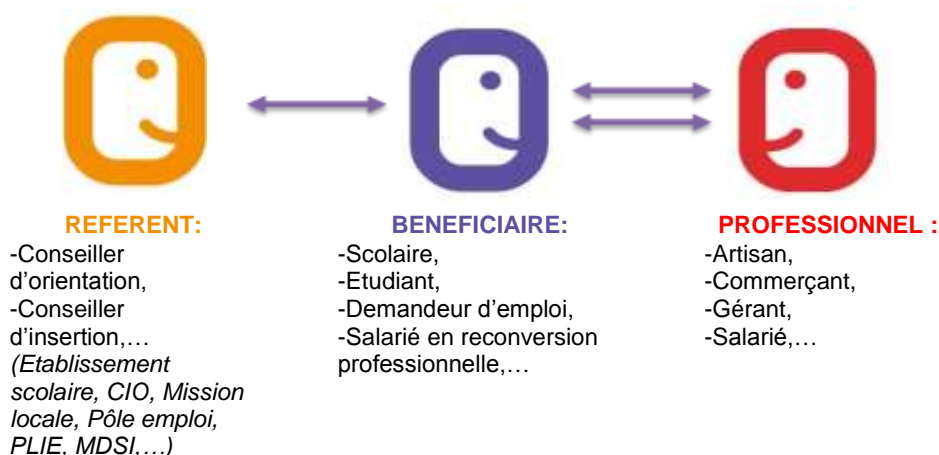 REFERENT:
-Conseiller
d’orientation,
-Conseiller
d’insertion,…
(Etablissement
scolaire, CIO, Mission
locale, Pôle emploi,
PLIE, MDSI,…)
BENEFICIAIRE:
-Scolaire,
-Etudiant,
-Demandeur d’emploi,
-Salarié en reconversion
professionnelle,…
PROFESSIONNEL :
-Artisan,
-Commerçant,
-Gérant,
-Salarié,…